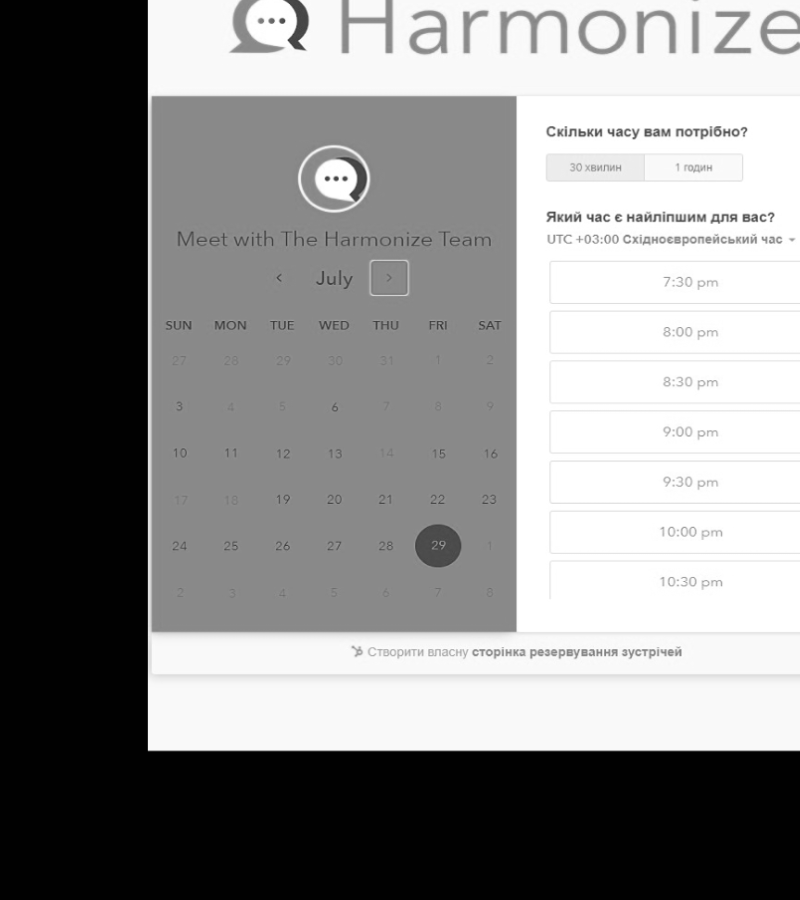 Harmonize
Meet with The Harmonize Team
July
SUN MON TUE WED THU FRI SAT
27 28 29 30 31 1 2
3 4 5 6 7 8 9
10 11 12 13 14 15 16
17 18 19 20 21 22 23
24 25 26 27 28 29 1
2 3 4 5 6 7 8
Скільки часу вам потрібно?
30 хвилин 1 годин
Який час є найліпшим для вас?
UTC +03:00 Східноєвропейський час
7:30 pm
8:00 pm
8:30 pm
9:00 pm
9:30 pm
10:00 pm
10:30 pm
Створити власну сторінка резервування зустрічей